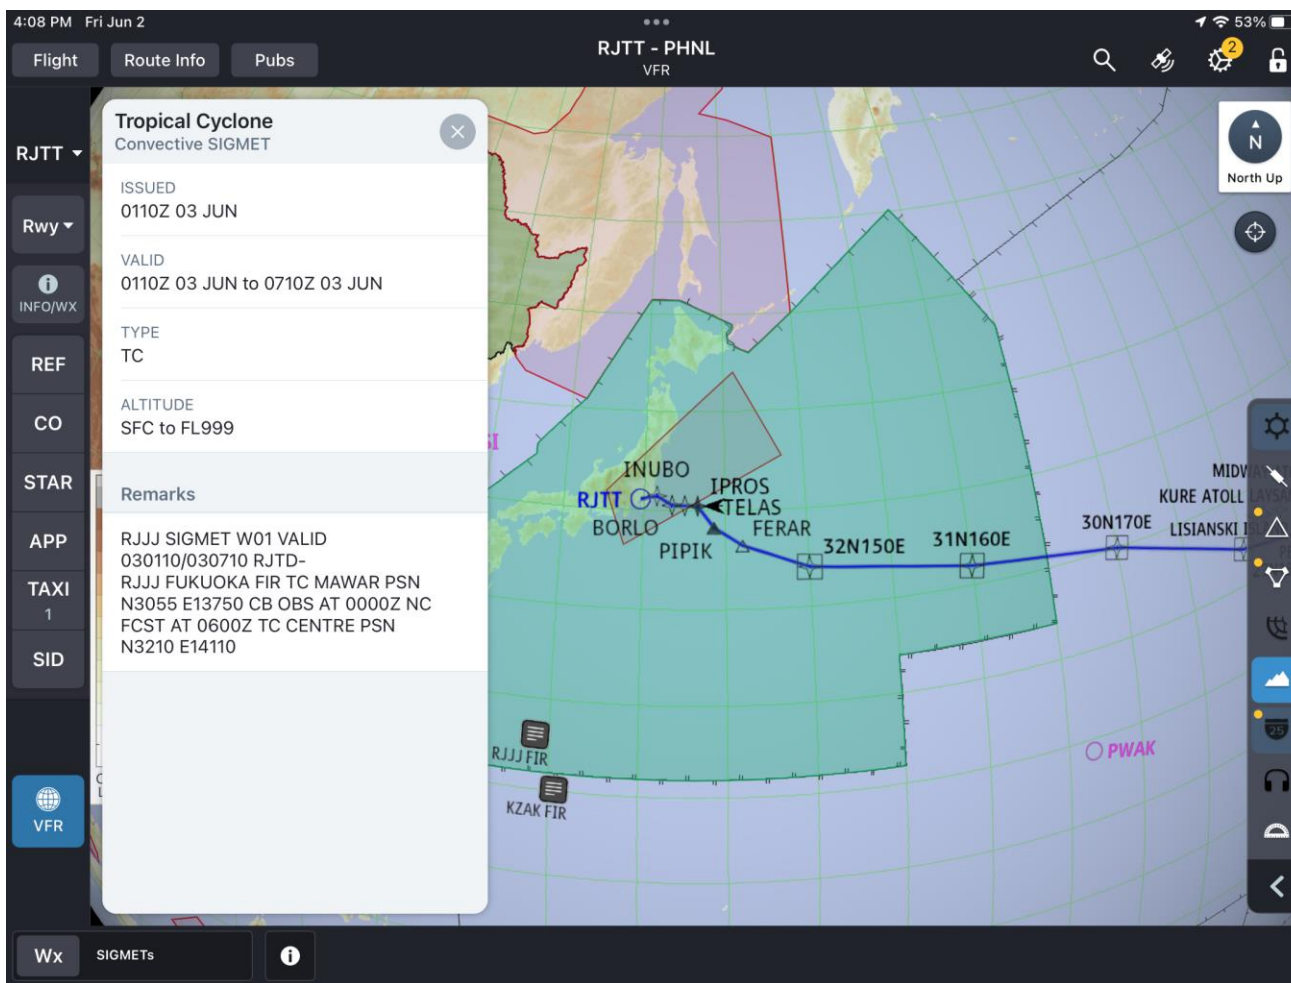 4:08 PM Fri Jun 2
53%
Flight
Route Info
Pubs
RJTT - PHNL
VFR
2
RJTT
Rwy
INFO/WX
REF
CO
STAR
APP
TAXI
1
SID
VFR
Tropical Cyclone
Convective SIGMET
ISSUED
0110Z 03 JUN
VALID
0110Z 03 JUN to 0710Z 03 JUN
TYPE
TC
ALTITUDE
SFC to FL999
Remarks
RJJJ SIGMET W01 VALID
030110/030710 RJTD-
RJJJ FUKUOKA FIR TC MAWAR PSN
N3055 E13750 CB OBS AT 0000Z NC
FCST AT 0600Z TC CENTRE PSN
N3210 E14110
N
North Up
INUBO
RJTT
IPROS
TELAS
BORLO
FERAR
PIPIK
32N150E
31N160E
30N170E
KURE ATOLL
RJJJ FIR
KZAK FIR
PWAK
25
Wx
SIGMETs